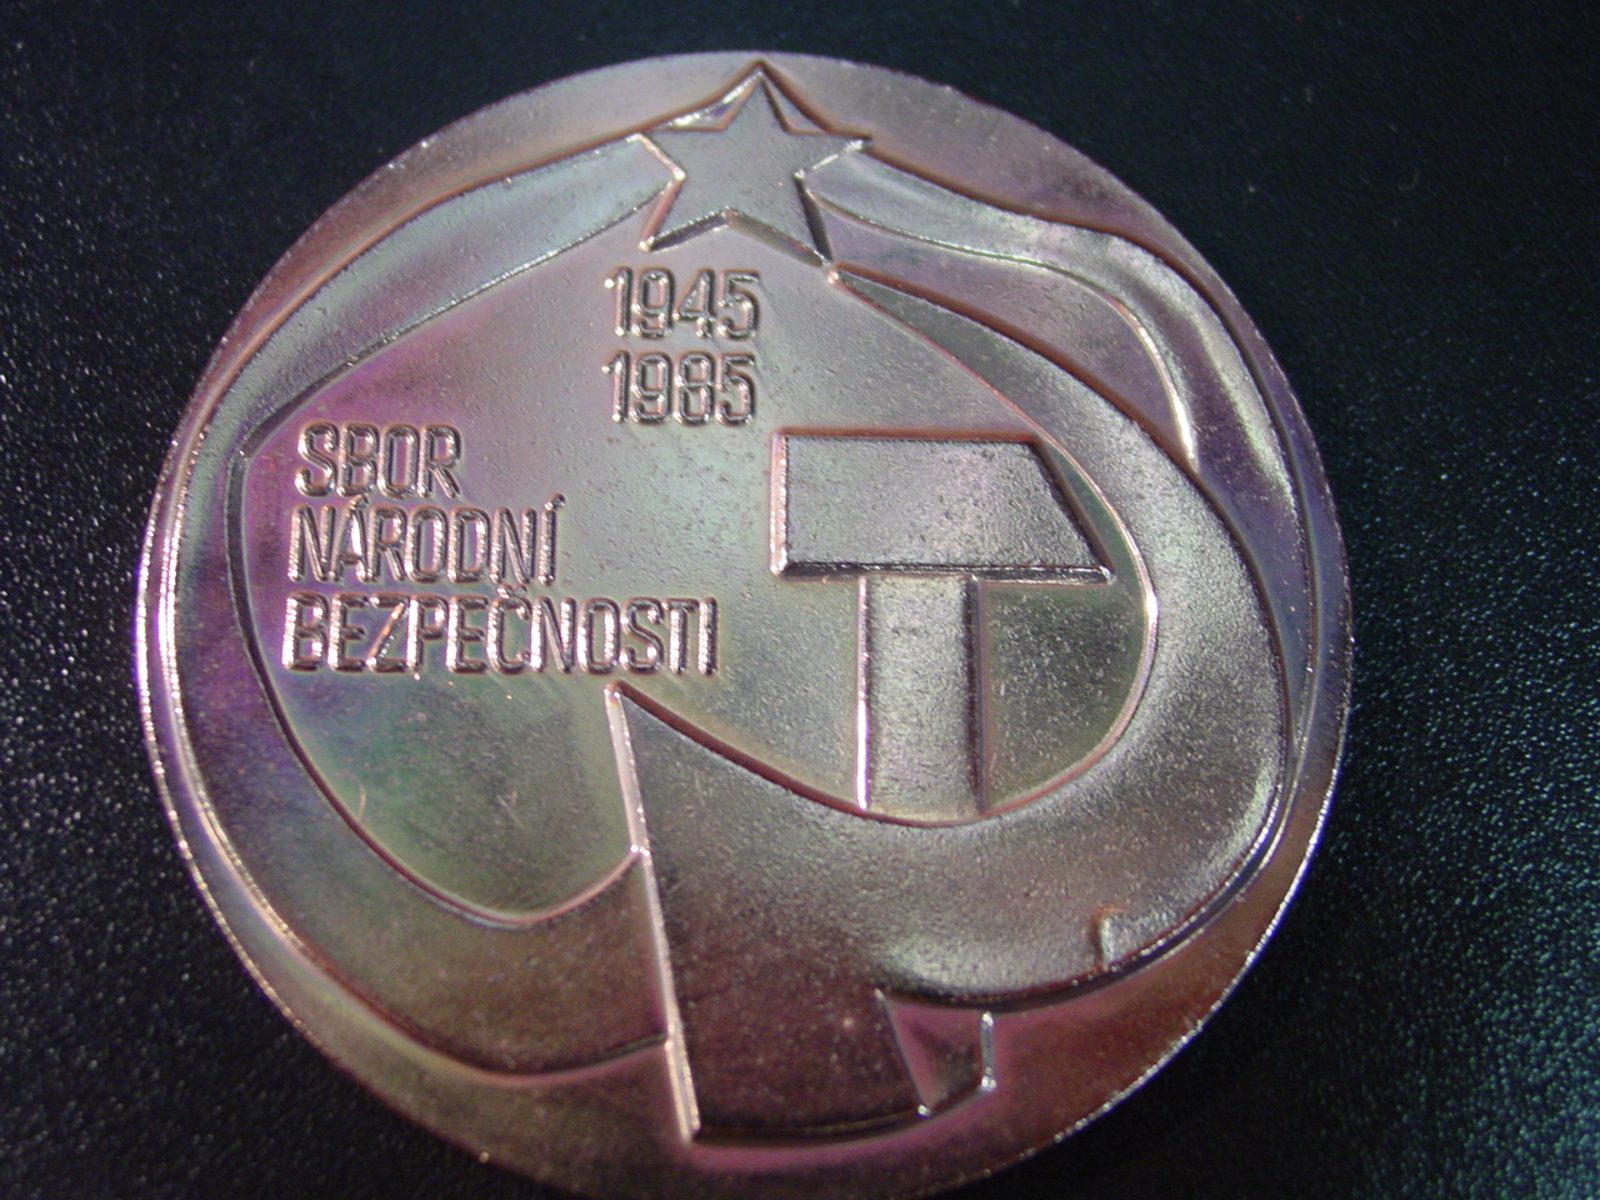 1945
1985
SBOR
NÁRODNÍ
BEZPEČNOSTI